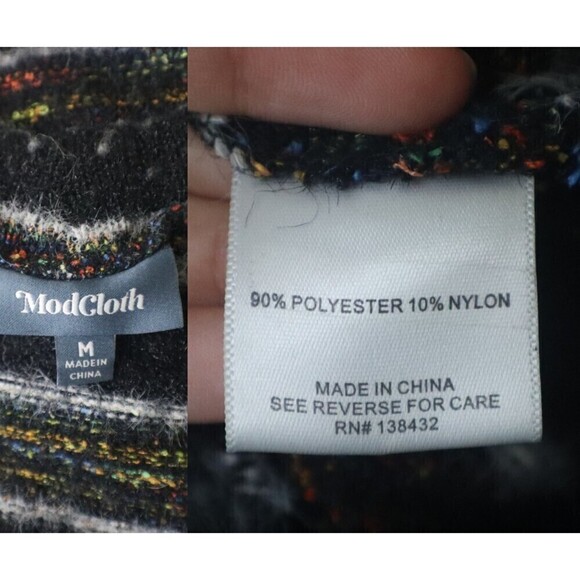 ModCloth
M
MADE IN
CHINA
90% POLYESTER 10% NYLON
MADE IN CHINA
SEE REVERSE FOR CARE
RN# 138432